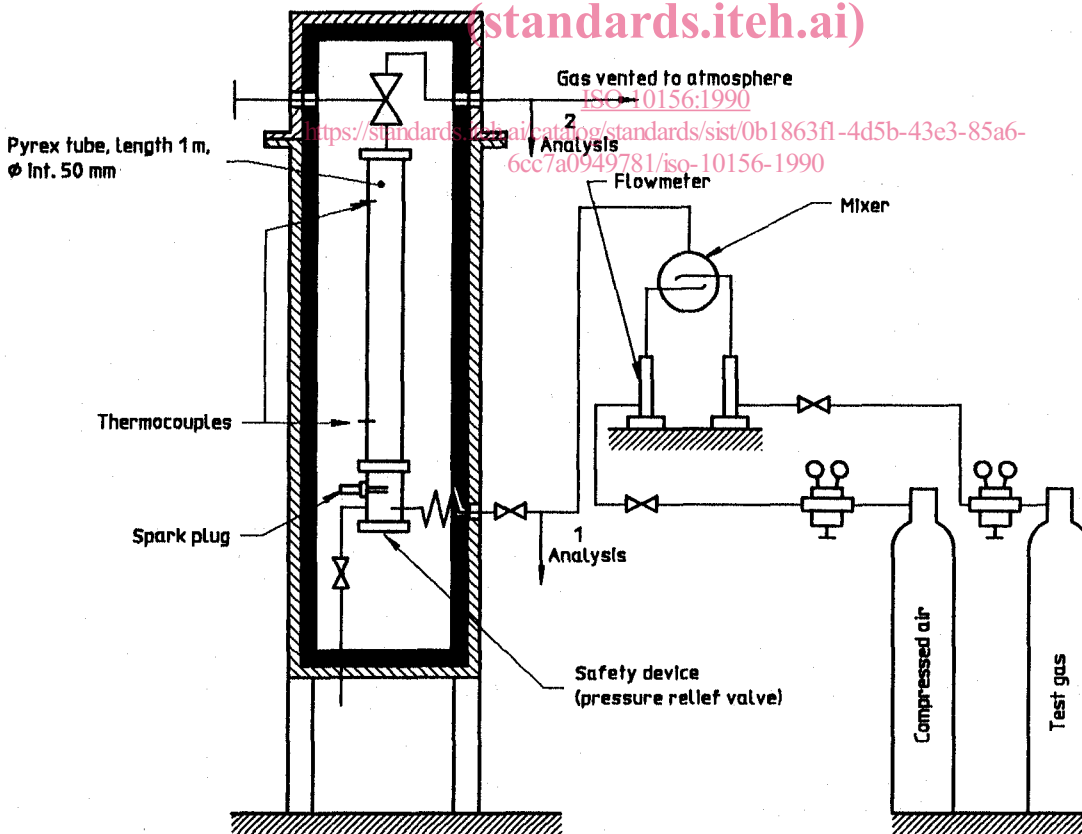 (standards.iteh.ai)
Gas vented to atmosphere
ISO 10156:1990
https://standards.iteh.ai/catalog/standards/sist/0b1863f1-4d5b-43e3-85a6-
6cc7a0949781/iso-10156-1990
2
Analysis
Pyrex tube, length 1 m,
ϕ int. 50 mm
Flowmeter
Mixer
Thermocouples
Spark plug
1
Analysis
Safety device
(pressure relief valve)
Compressed air
Test gas